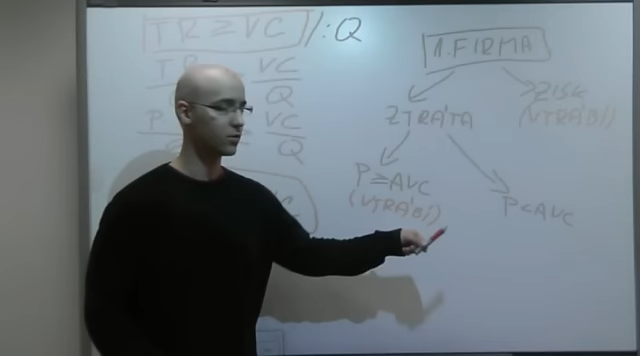 TR ≥ VC /:Q
TR VC
Q Q
P VC
Q
1. FIRMA
ZTRÁTA
ZISK
(VYRÁBÍ)
P ≥ AVC
(VYRÁBÍ)
P < AVC